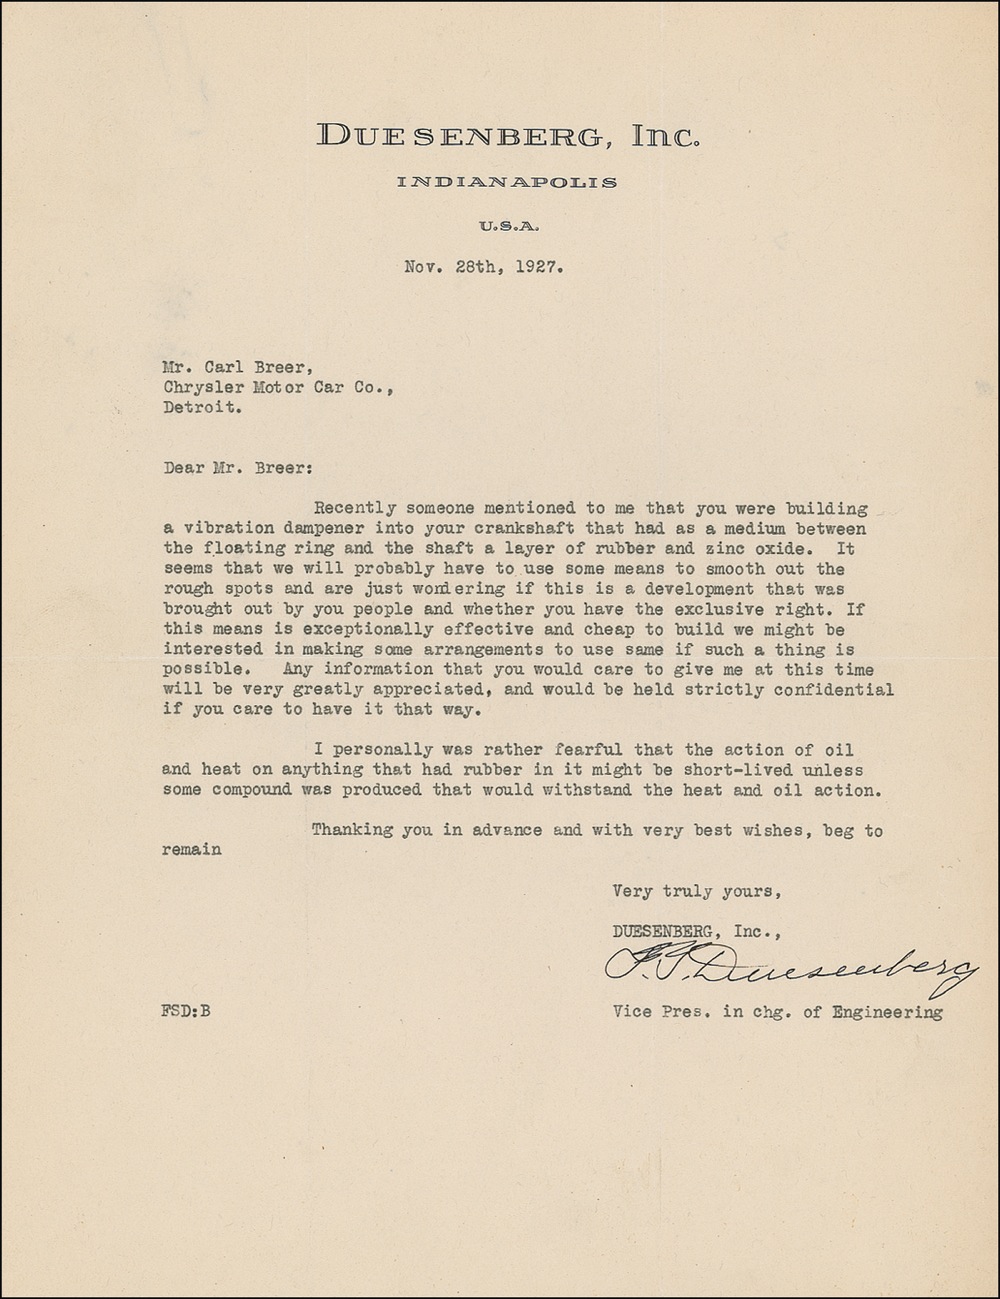 DUESENBERG, INC.
INDIANAPOLIS
U.S.A.
Nov. 28th, 1927.
Mr. Carl Breer,
Chrysler Motor Car Co.,
Detroit.
Dear Mr. Breer:
Recently someone mentioned to me that you were building
a vibration dampener into your crankshaft that had as a medium between
the floating ring and the shaft a layer of rubber and zinc oxide. It
seems that we will probably have to use some means to smooth out the
rough spots and are just wondering if this is a development that was
brought out by you people and whether you have the exclusive right. If
this means is exceptionally effective and cheap to build we might be
interested in making some arrangements to use same if such a thing is
possible. Any information that you would care to give me at this time
will be very greatly appreciated, and would be held strictly confidential
if you care to have it that way.
I personally was rather fearful that the action of oil
and heat on anything that had rubber in it might be short-lived unless
some compound was produced that would withstand the heat and oil action.
Thanking you in advance and with very best wishes, beg to
remain
Very truly yours,
DUESENBERG, Inc.,
F.S. Duesenberg
FSD:B
Vice Pres. in chg. of Engineering